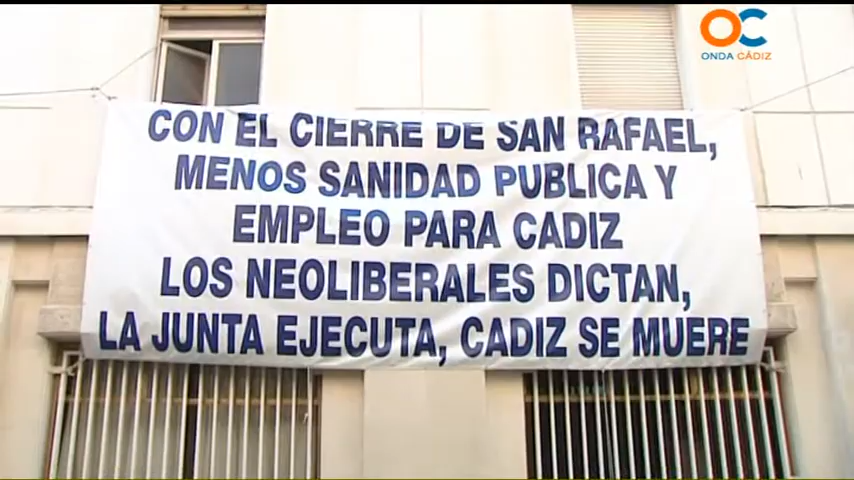 OC
ONDA CÁDIZ
CON EL CIERRE DE SAN RAFAEL,
MENOS SANIDAD PUBLICA Y
EMPLEO PARA CADIZ
LOS NEOLIBERALES DICTAN,
LA JUNTA EJECUTA, CADIZ SE MUERE